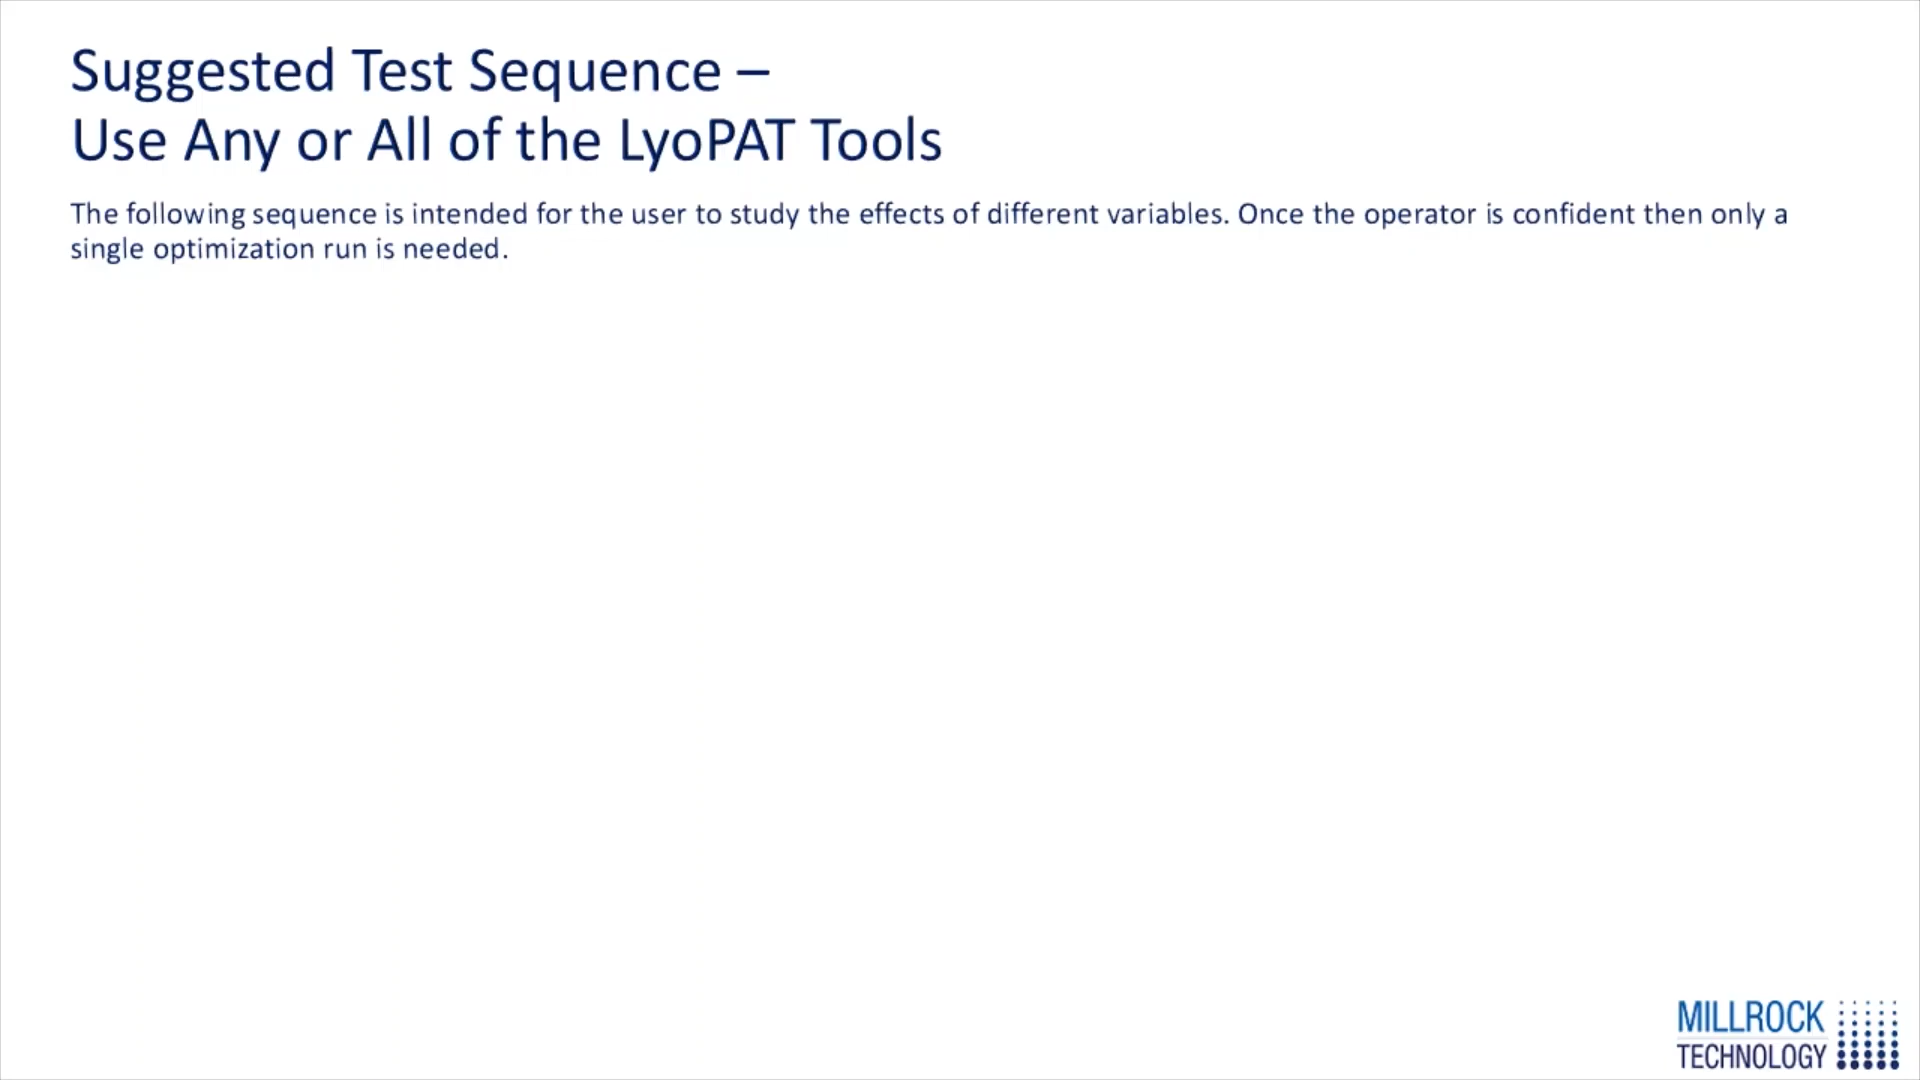 Suggested Test Sequence –
Use Any or All of the LyoPAT Tools
The following sequence is intended for the user to study the effects of different variables. Once the operator is confident then only a
single optimization run is needed.
MILLROCK
TECHNOLOGY